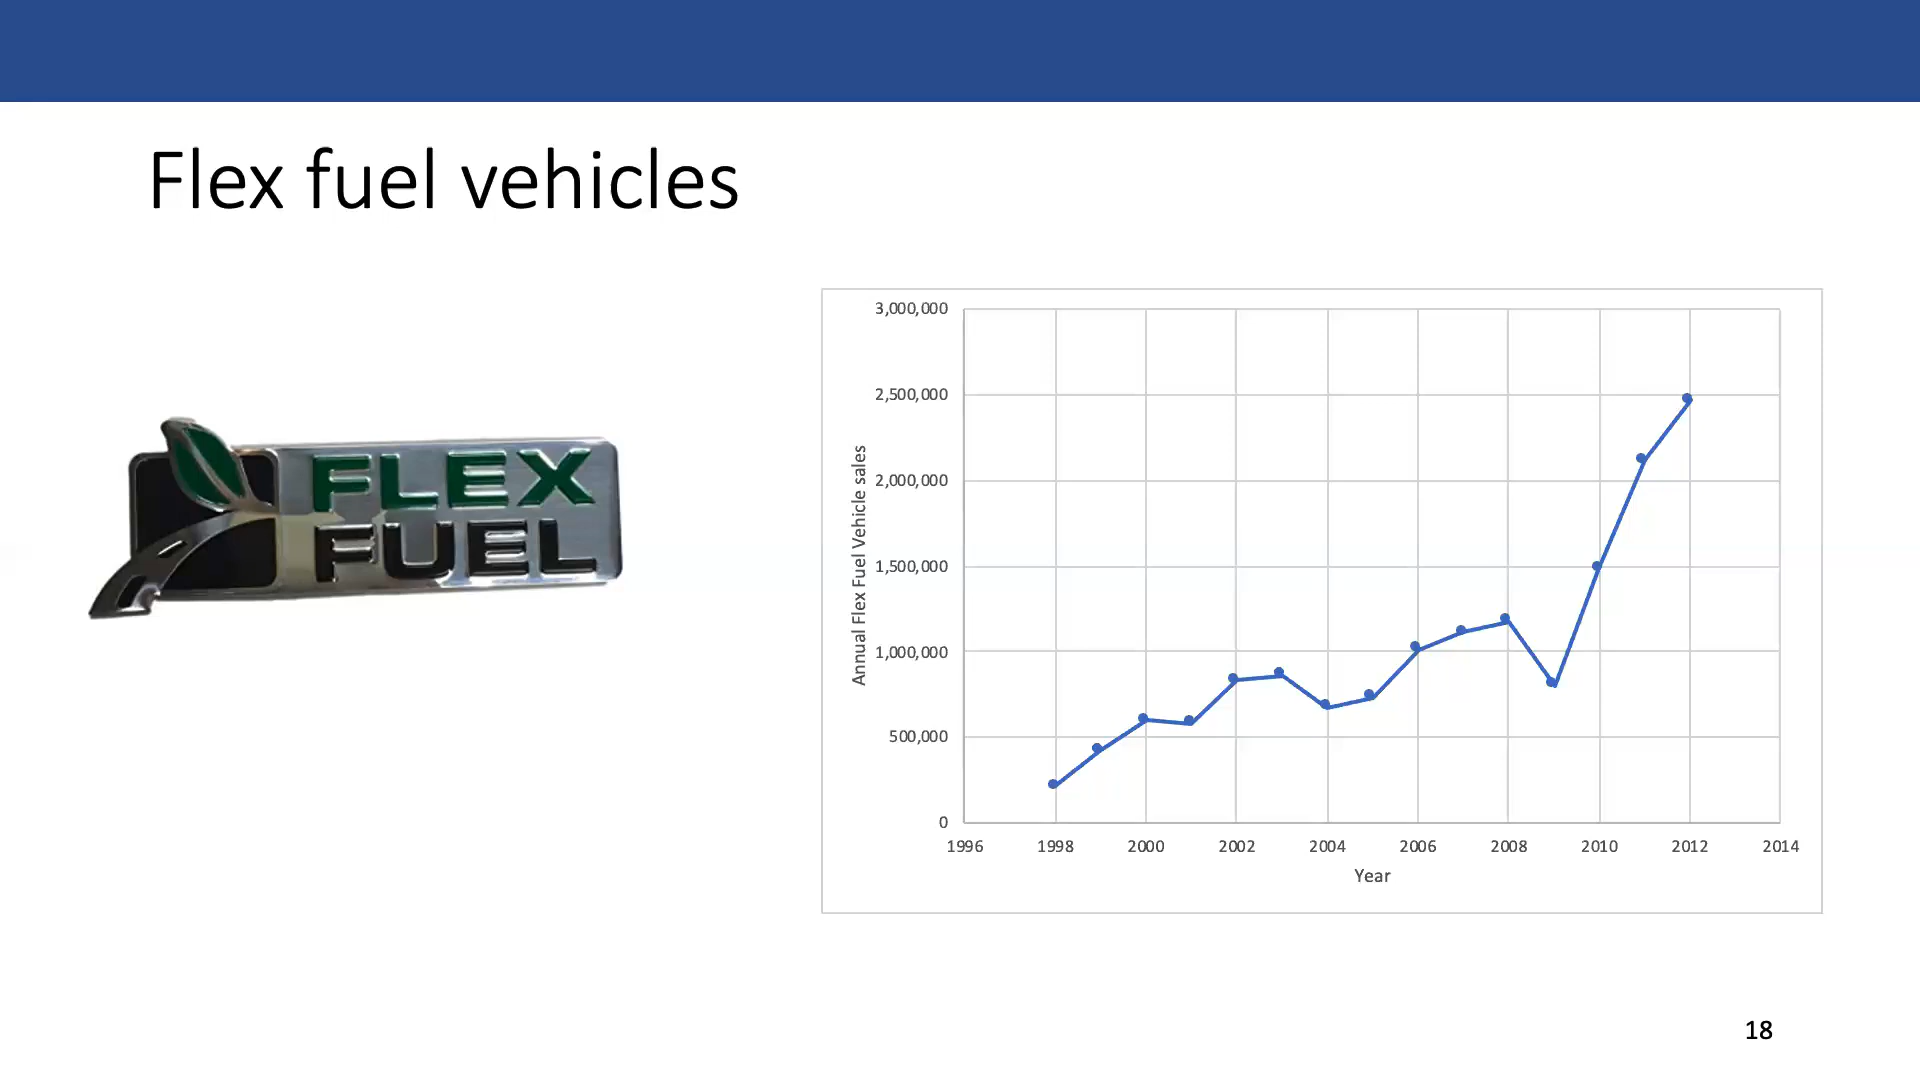 Flex fuel vehicles
FLEX
FUEL
3,000,000
2,500,000
2,000,000
1,500,000
1,000,000
500,000
0
Annual Flex Fuel Vehicle sales
1996 1998 2000 2002 2004 2006 2008 2010 2012 2014
Year
18